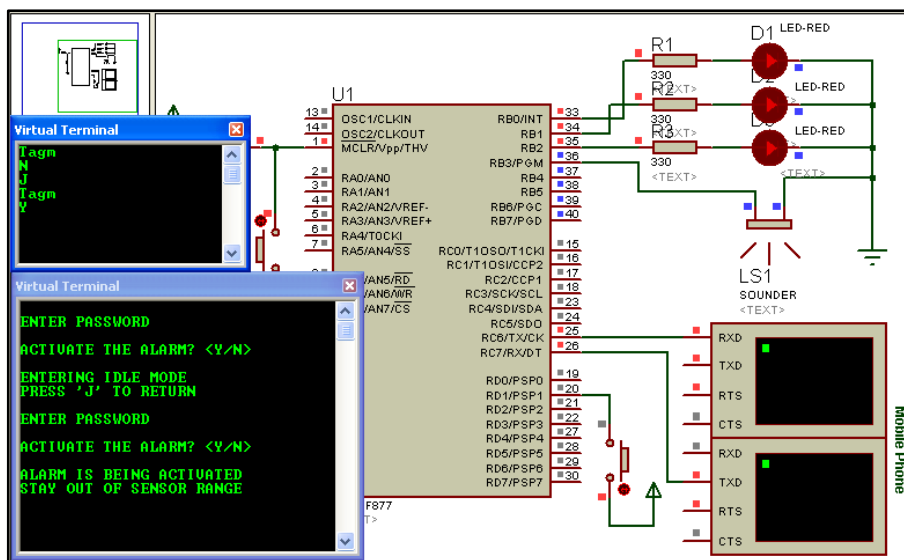 U1
13 OSC1/CLKIN
14 OSC2/CLKOUT
1 MCLR/Vpp/THV
2 RA0/AN0
3 RA1/AN1
4 RA2/AN2/VREF-
5 RA3/AN3/VREF+
6 RA4/T0CKI
7 RA5/AN4/SS
/AN5/RD
/AN6/WR
/AN7/CS
RB0/INT 33
RB1 34
RB2 35
RB3/PGM 36
RB4 37
RB5 38
RB6/PGC 39
RB7/PGD 40
RC0/T1OSO/T1CKI 15
RC1/T1OSI/CCP2 16
RC2/CCP1 17
RC3/SCK/SCL 18
RC4/SDI/SDA 23
RC5/SDO 24
RC6/TX/CK 25
RC7/RX/DT 26
RD0/PSP0 19
RD1/PSP1 20
RD2/PSP2 21
RD3/PSP3 22
RD4/PSP4 27
RD5/PSP5 28
RD6/PSP6 29
RD7/PSP7 30
F877
R1
330
<TEXT>
R2
330
<TEXT>
R3
330
<TEXT>
D1
LED-RED
D2
LED-RED
LED-RED
LS1
SOUNDER
<TEXT>
RXD
TXD
RTS
CTS
RXD
TXD
RTS
CTS
Mobile Phone
Virtual Terminal
Tagm
N
J
Tagm
Y
Virtual Terminal
ENTER PASSWORD
ACTIVATE THE ALARM? <Y/N>
ENTERING IDLE MODE
PRESS 'J' TO RETURN
ENTER PASSWORD
ACTIVATE THE ALARM? <Y/N>
ALARM IS BEING ACTIVATED
STAY OUT OF SENSOR RANGE